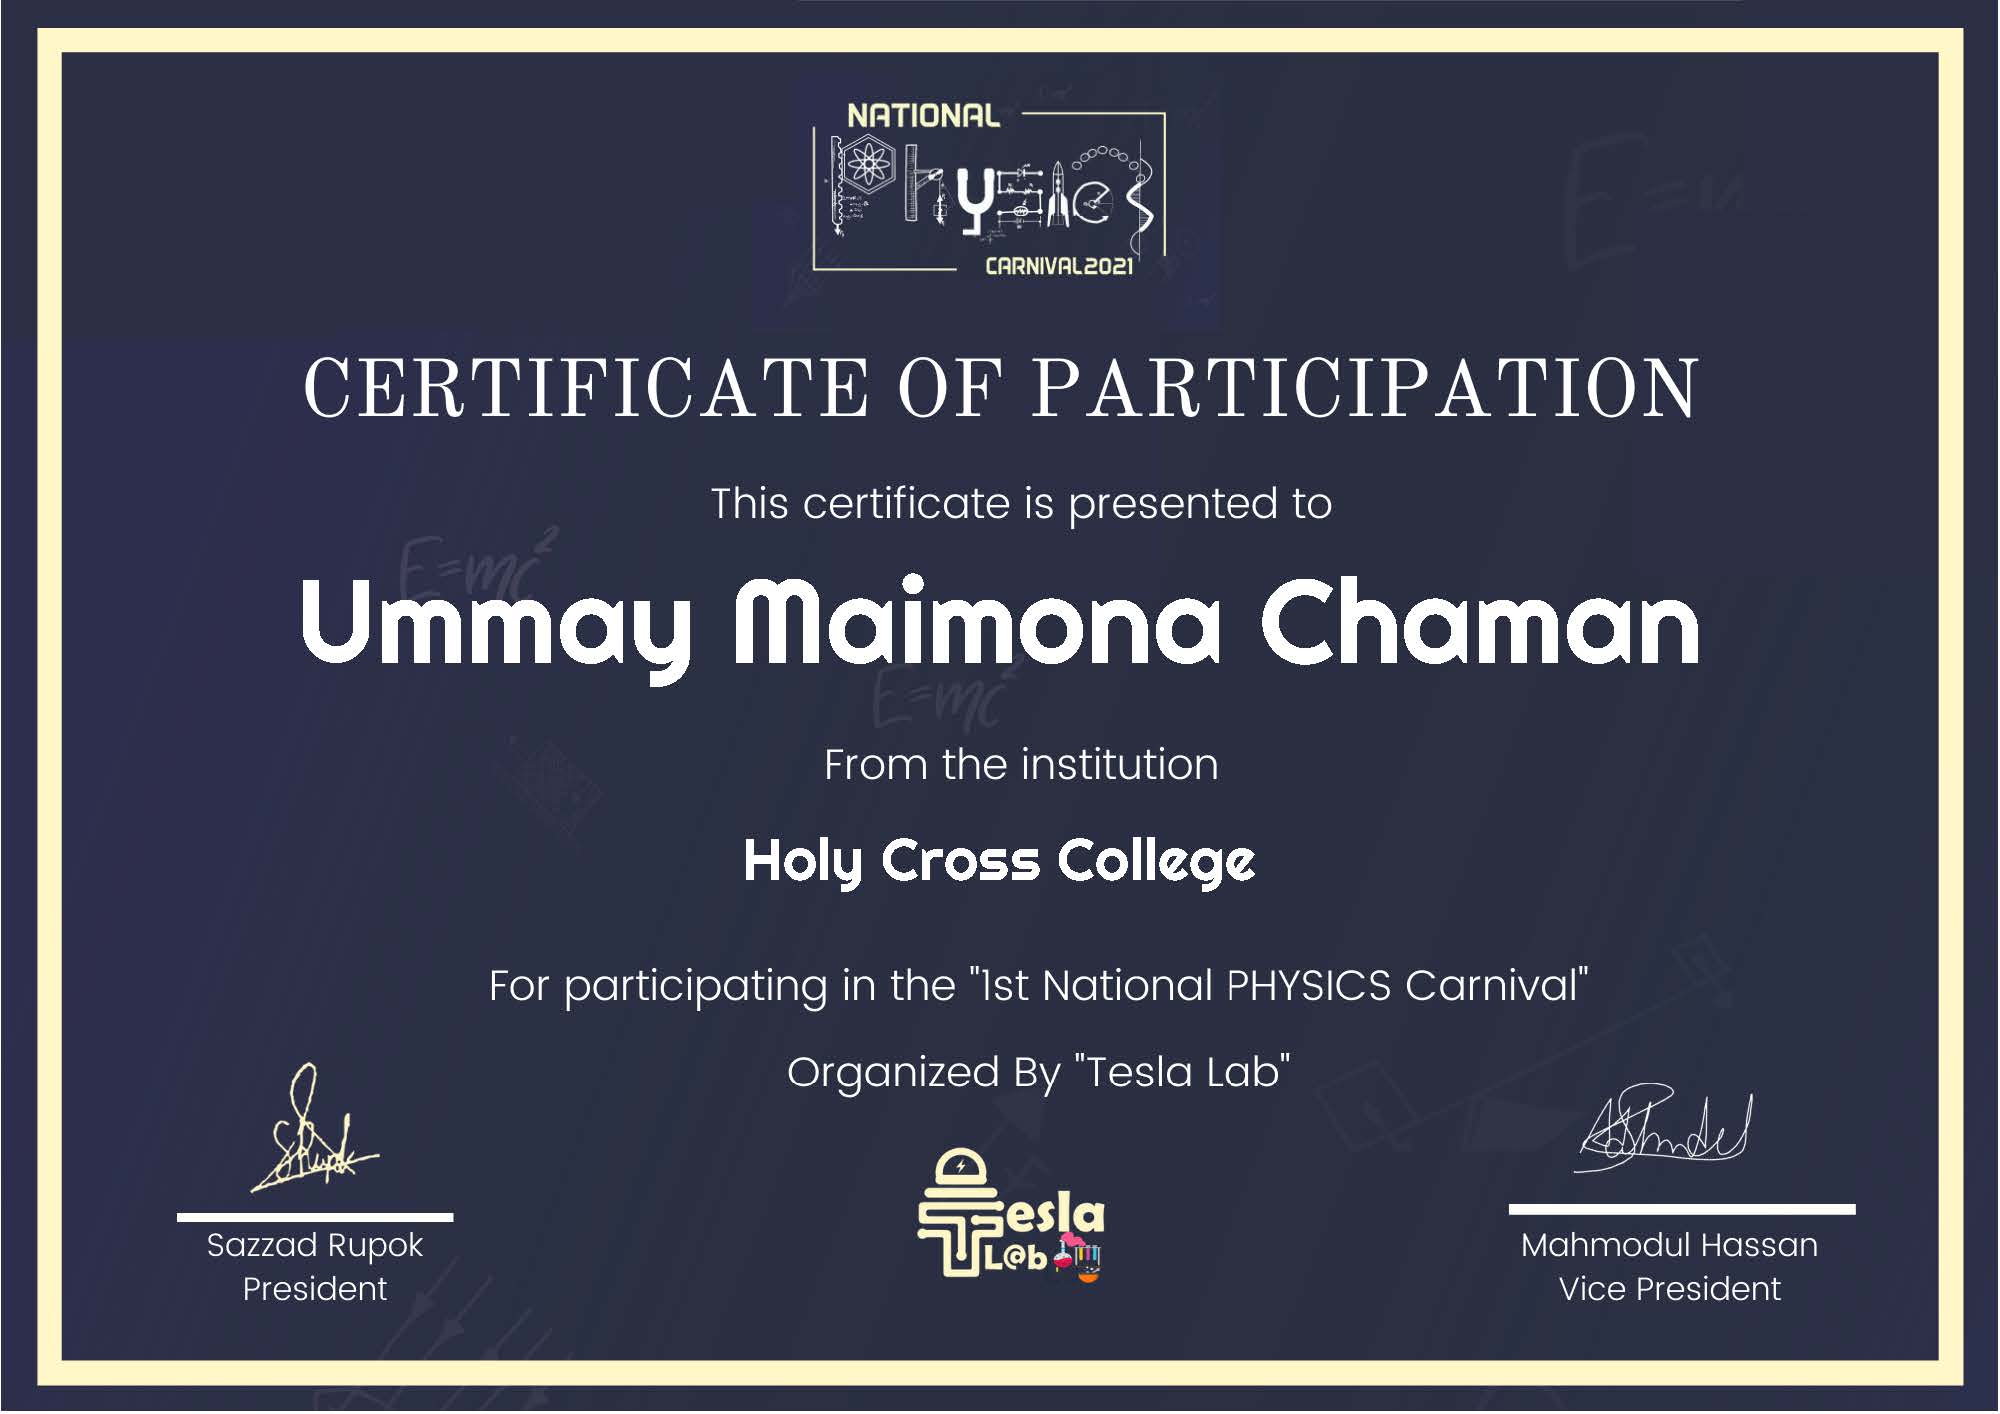 NATIONAL
Physics
CARNIVAL2021
CERTIFICATE OF PARTICIPATION
This certificate is presented to
E=mc²
Ummay Maimona Chaman
E=mc²
From the institution
Holy Cross College
For participating in the "1st National PHYSICS Carnival"
Organized By "Tesla Lab"
Tesla
L@b
Sazzad Rupok
President
Mahmodul Hassan
Vice President